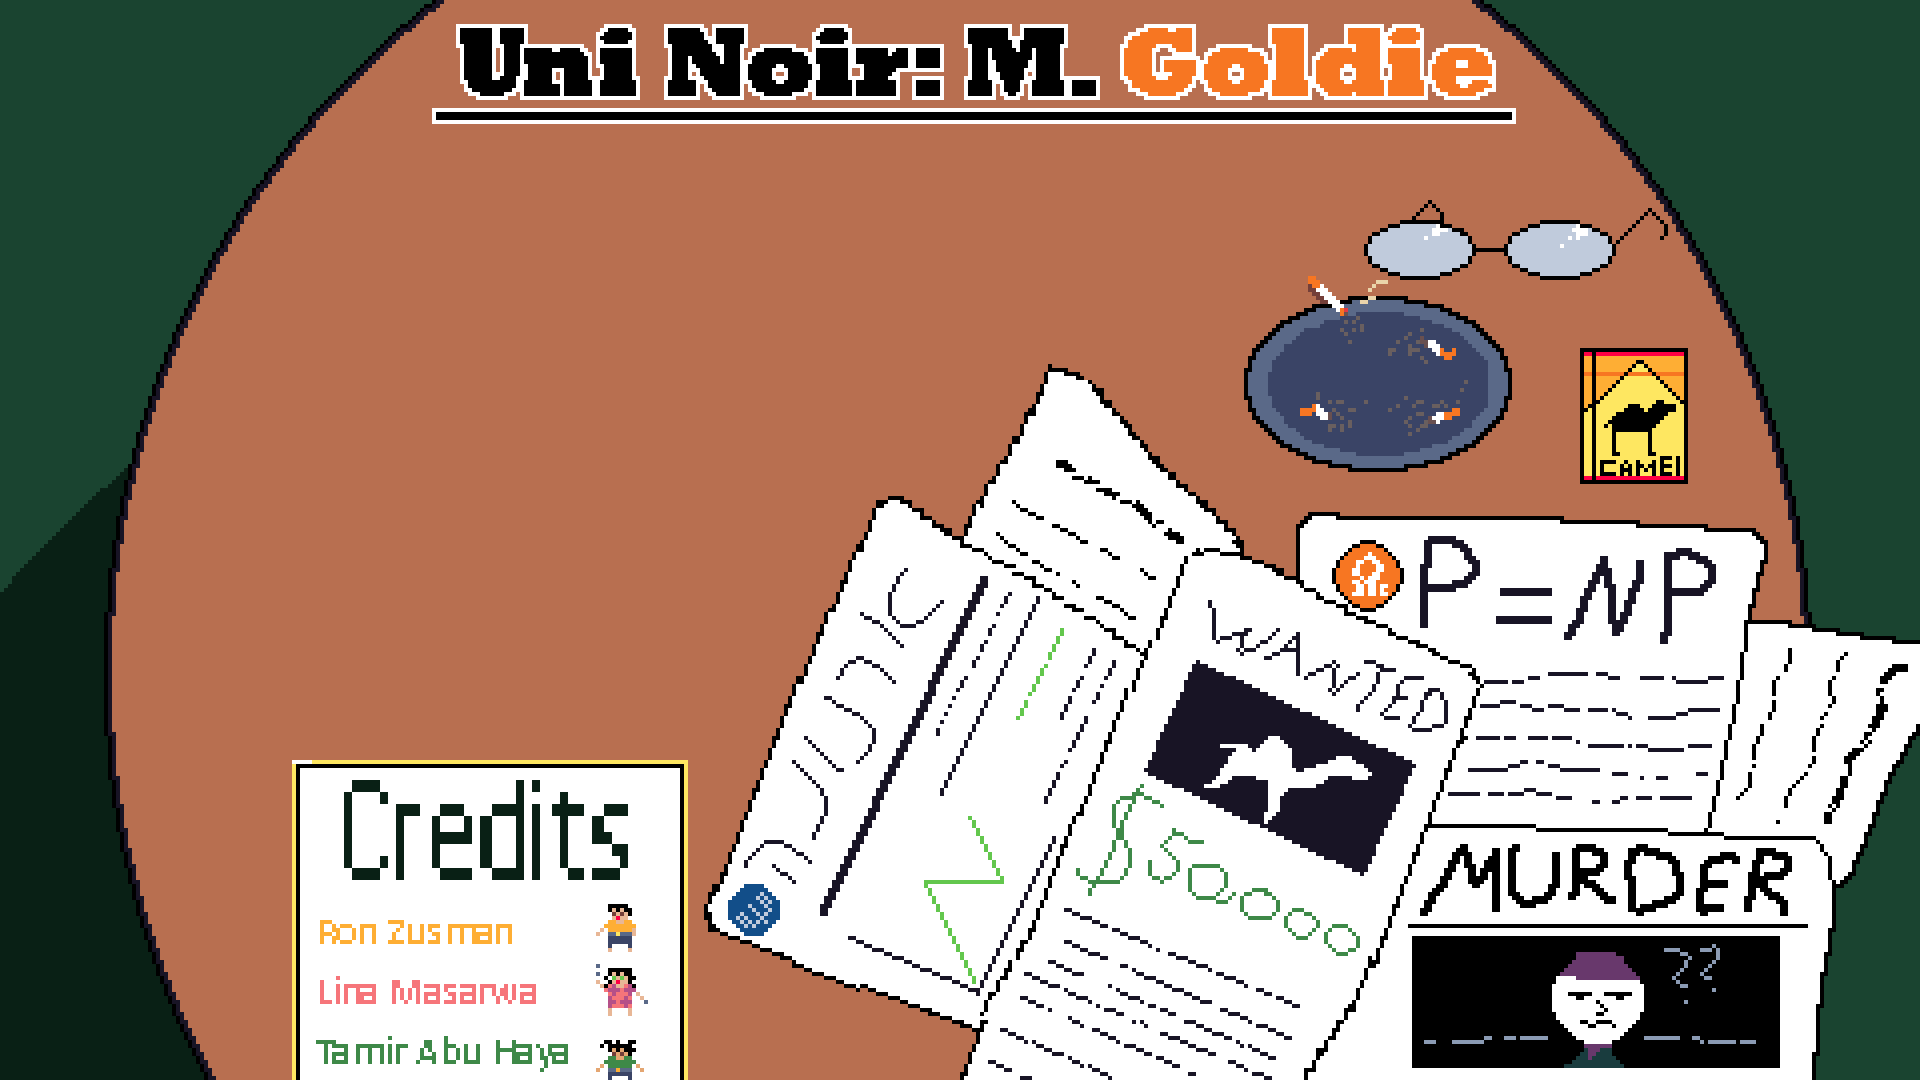 Uni Noir: M. Goldie
CAMEL
P=NP
WANTED
$50000
MURDER
??
Credits
Ron Zusman
Lina Masarwa
Tamir Abu Haya